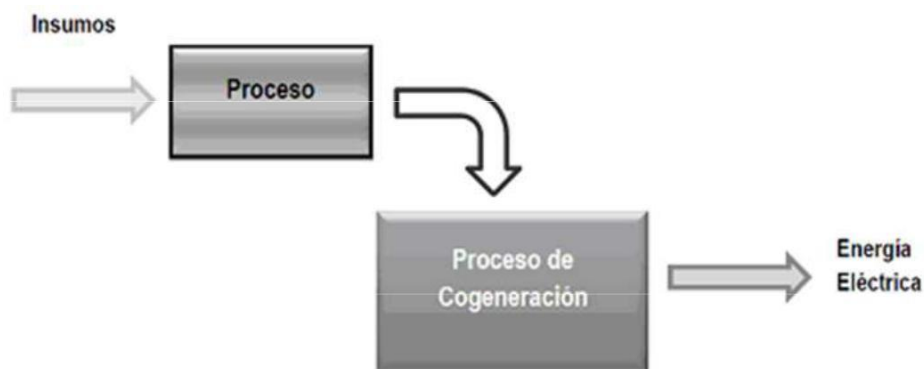 Insumos
Proceso
Proceso de
Cogeneración
Energía
Eléctrica